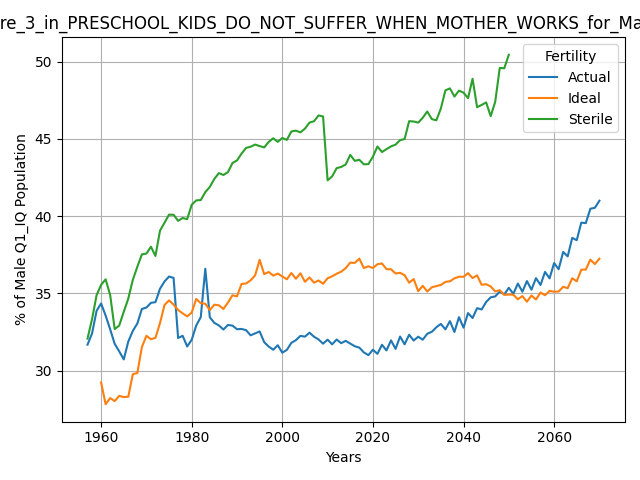 re_3_in_PRESCHOOL_KIDS_DO_NOT_SUFFER_WHEN_MOTHER_WORKS_for_Ma
Fertility
Actual
Ideal
Sterile
% of Male Q1_IQ Population
50
45
40
35
30
1960 1980 2000 2020 2040 2060
Years